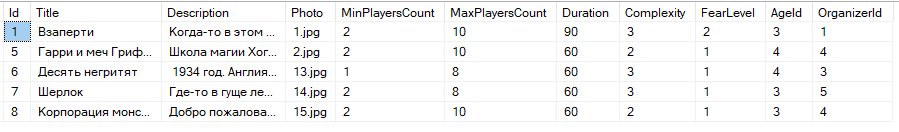 Id Title Description Photo MinPlayersCount MaxPlayersCount Duration Complexity FearLevel AgeId OrganizerId
1 Взаперти Когда-то в этом ... 1.jpg 2 10 90 3 2 3 1
5 Гарри и меч Гриф... Школа магии Хог... 2.jpg 2 10 60 2 1 4 4
6 Десять негритят 1934 год. Англия... 13.jpg 1 8 60 3 1 4 3
7 Шерлок Где-то в гуще ле... 14.jpg 2 8 60 3 1 3 5
8 Корпорация монс... Добро пожалова... 15.jpg 2 10 60 2 1 3 4